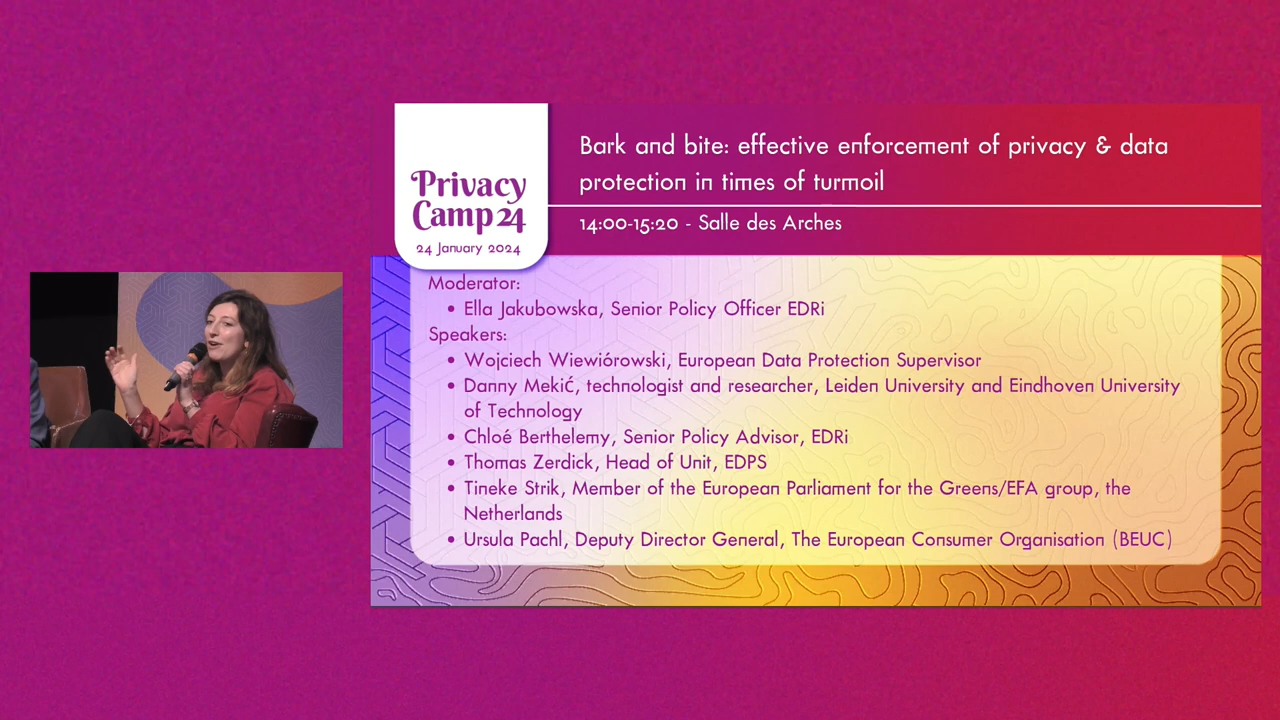 Privacy
Camp24
24 January 2024
Bark and bite: effective enforcement of privacy & data
protection in times of turmoil
14:00-15:20 - Salle des Arches
Moderator:
• Ella Jakubowska, Senior Policy Officer EDRi
Speakers:
• Wojciech Wiewiórowski, European Data Protection Supervisor
• Danny Mekić, technologist and researcher, Leiden University and Eindhoven University
of Technology
• Chloé Berthelemy, Senior Policy Advisor, EDRi
• Thomas Zerdick, Head of Unit, EDPS
• Tineke Strik, Member of the European Parliament for the Greens/EFA group, the
Netherlands
• Ursula Pachl, Deputy Director General, The European Consumer Organisation (BEUC)